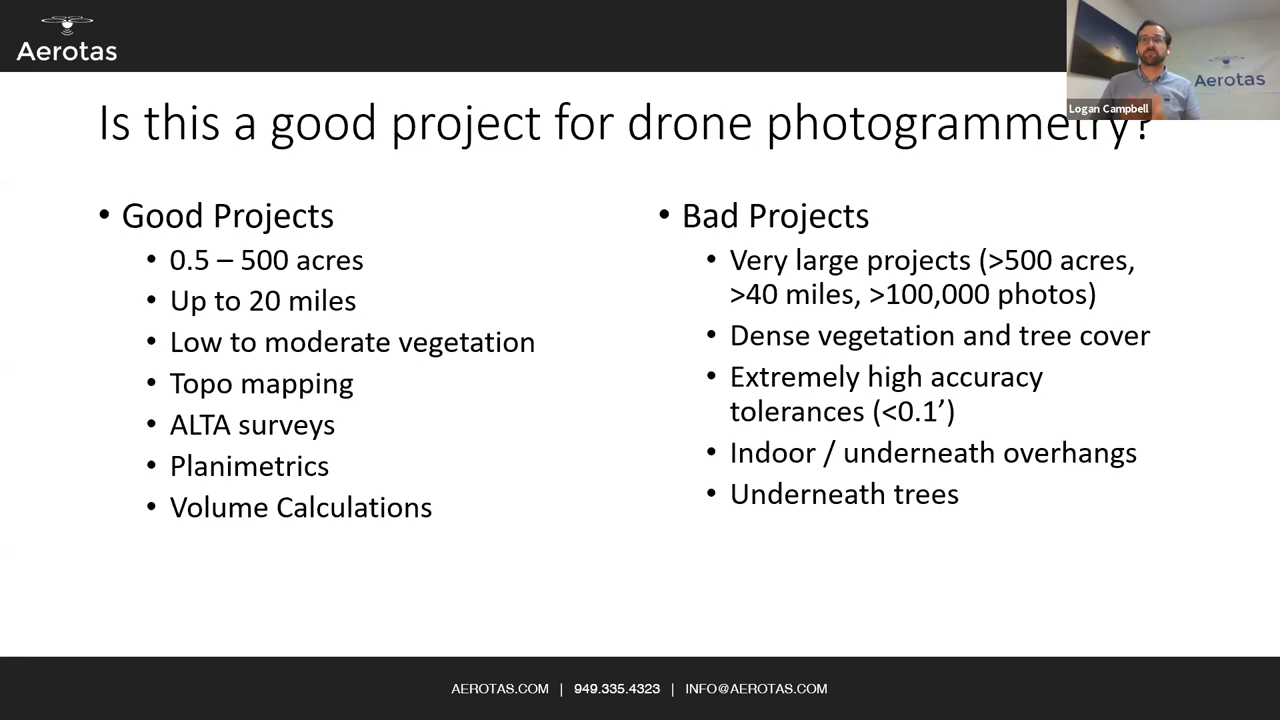 Aerotas
Aerotas
Logan Campbell
Is this a good project for drone photogrammetry?
• Good Projects
• 0.5 – 500 acres
• Up to 20 miles
• Low to moderate vegetation
• Topo mapping
• ALTA surveys
• Planimetrics
• Volume Calculations
• Bad Projects
• Very large projects (>500 acres,
>40 miles, >100,000 photos)
• Dense vegetation and tree cover
• Extremely high accuracy
tolerances (<0.1’)
• Indoor / underneath overhangs
• Underneath trees
AEROTAS.COM | 949.335.4323 | INFO@AEROTAS.COM